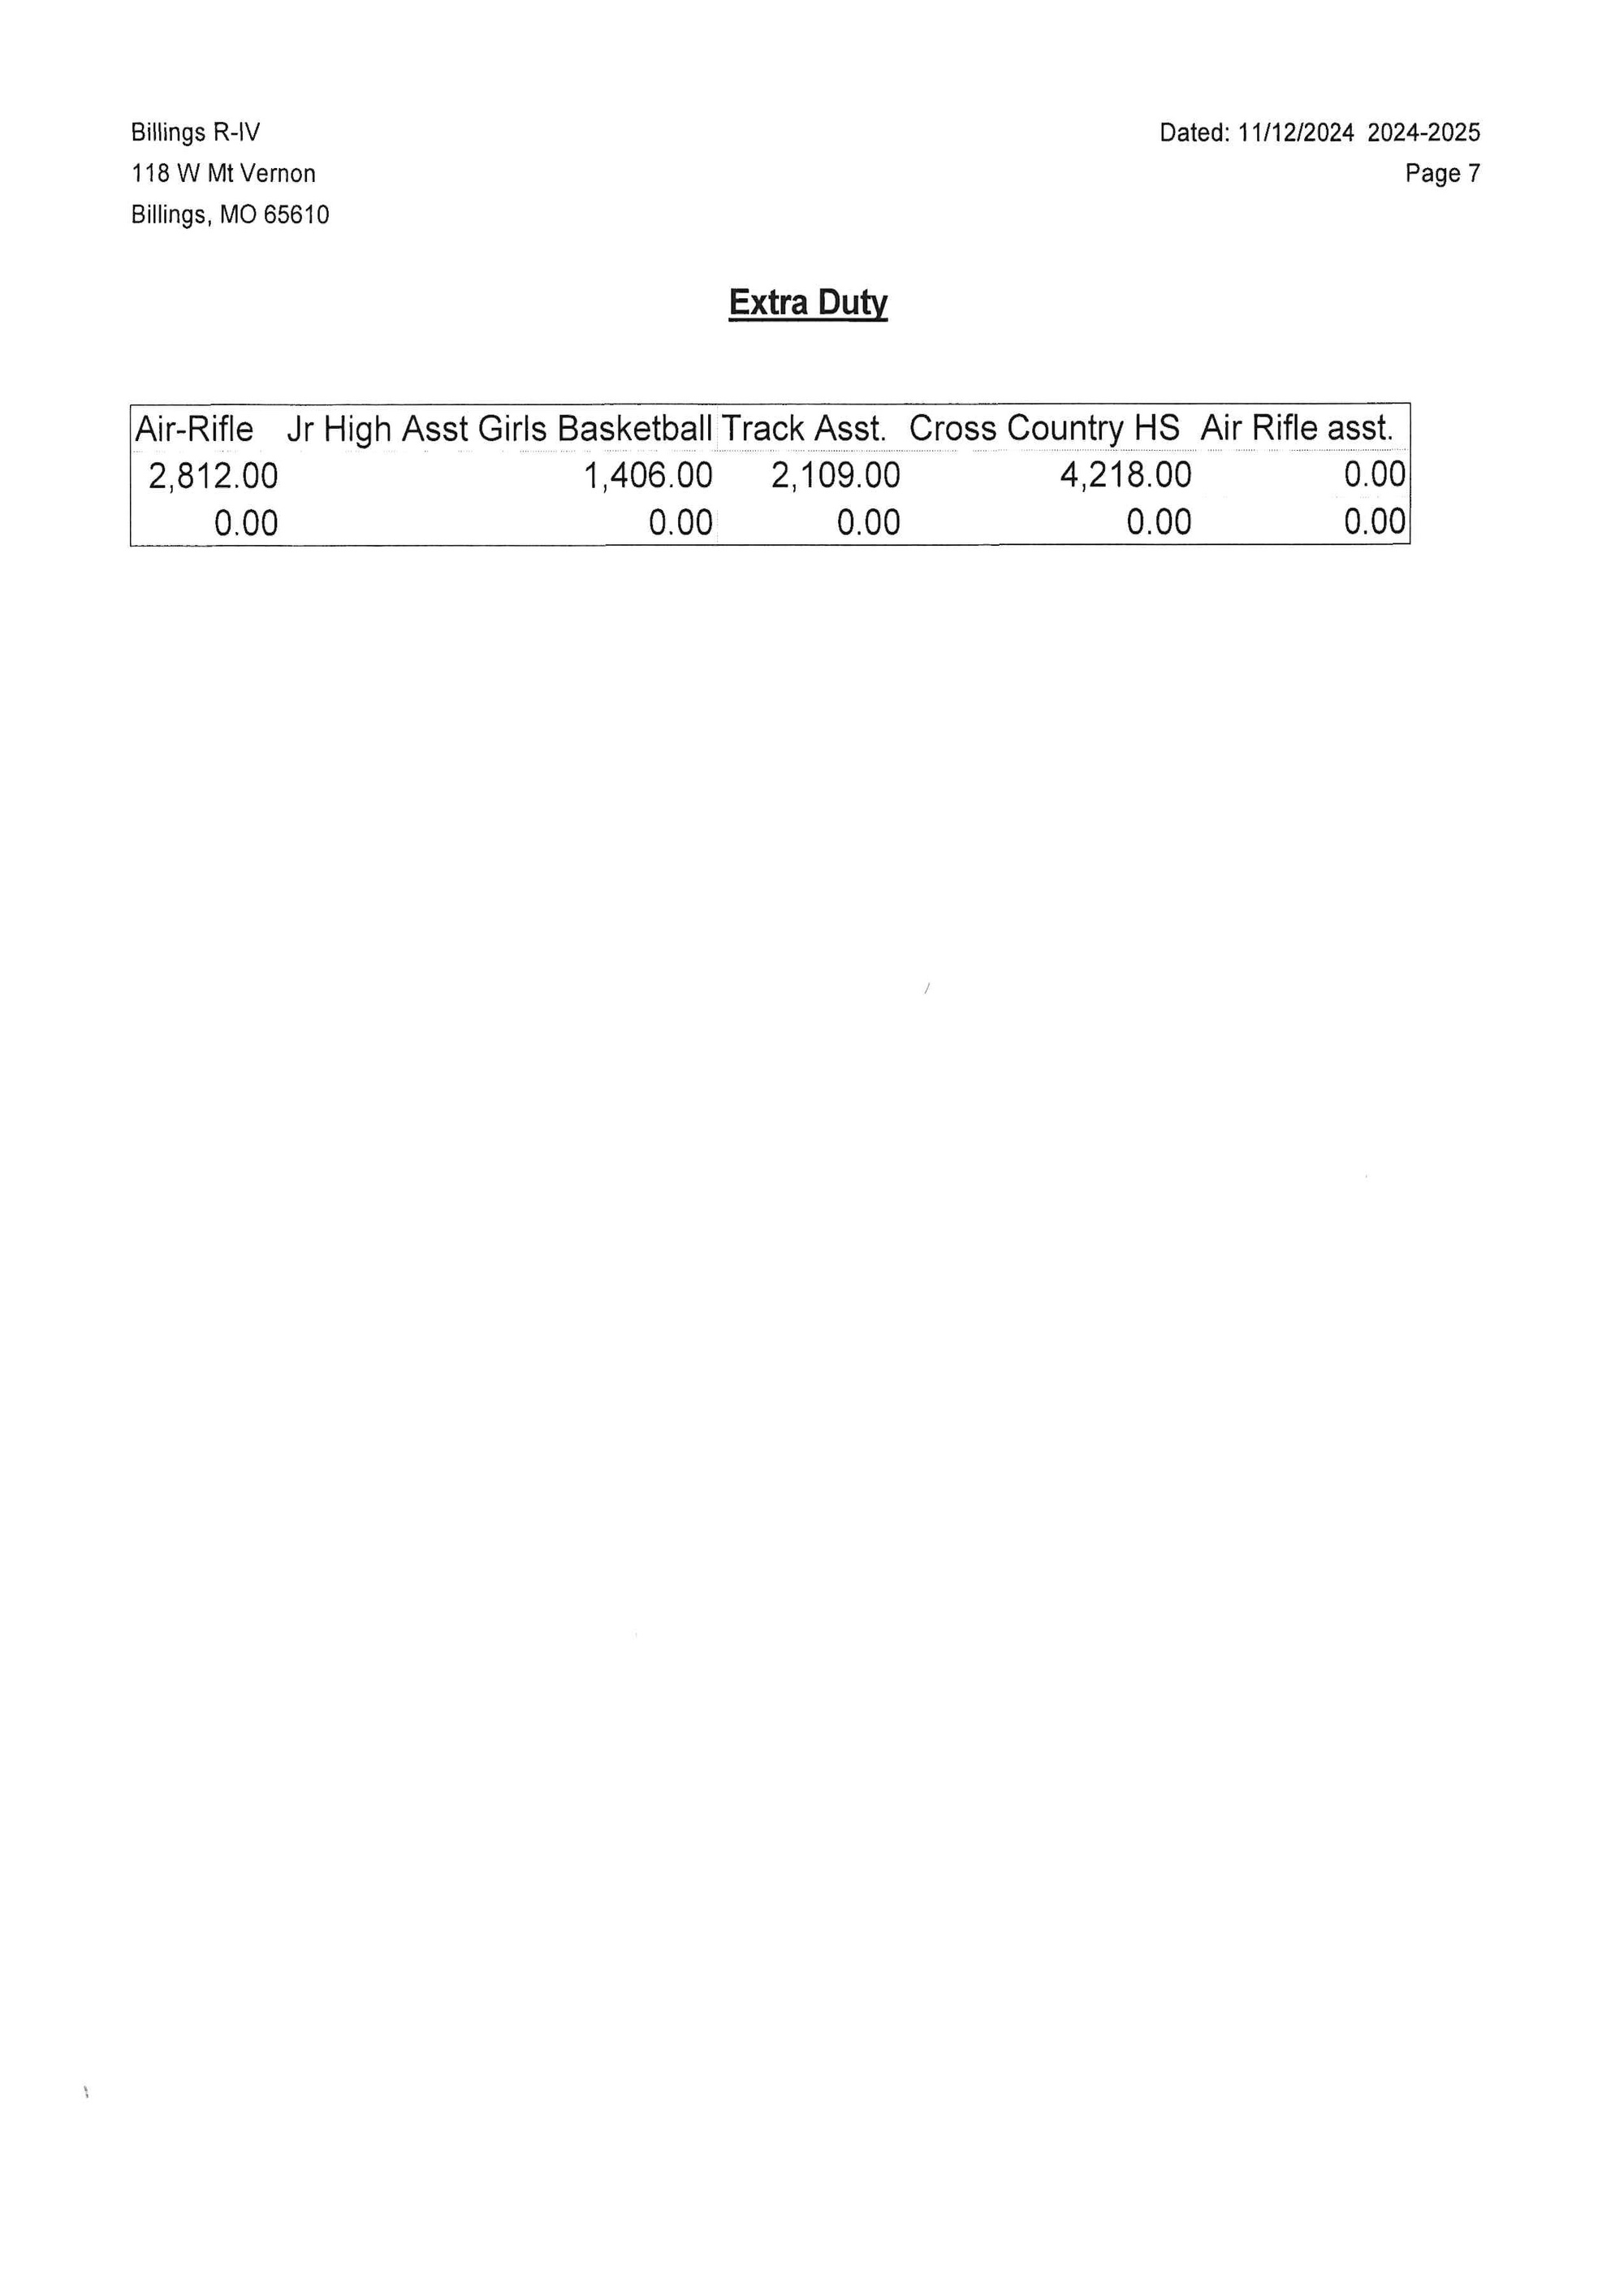 Billings R-IV
118 W Mt Vernon
Billings, MO 65610
Dated: 11/12/2024 2024-2025
Page 7
Extra Duty
Air-Rifle Jr High Asst Girls Basketball Track Asst. Cross Country HS Air Rifle asst.
2,812.00 1,406.00 2,109.00 4,218.00 0.00
0.00 0.00 0.00 0.00 0.00